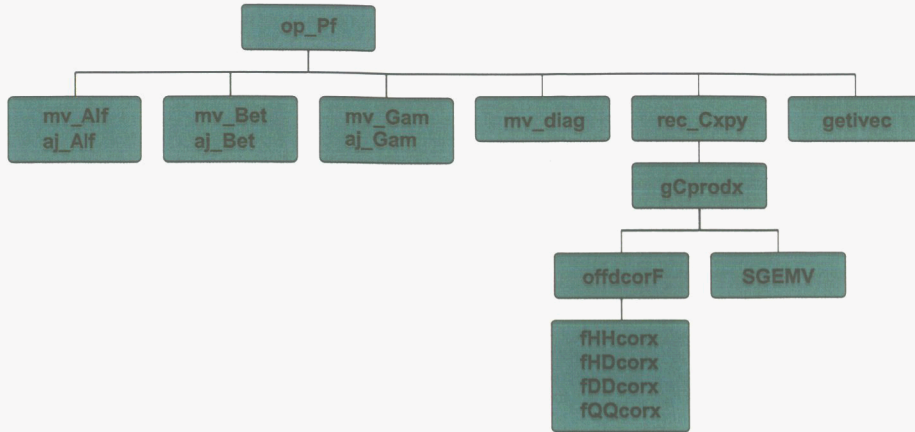 op_Pf
mv_Alf
aj_Alf
mv_Bet
aj_Bet
mv_Gam
aj_Gam
mv_diag
rec_Cxpy
getivec
gCprodx
offdcorF
SGEMV
fHHcorx
fHDcorx
fDDcorx
fQQcorx